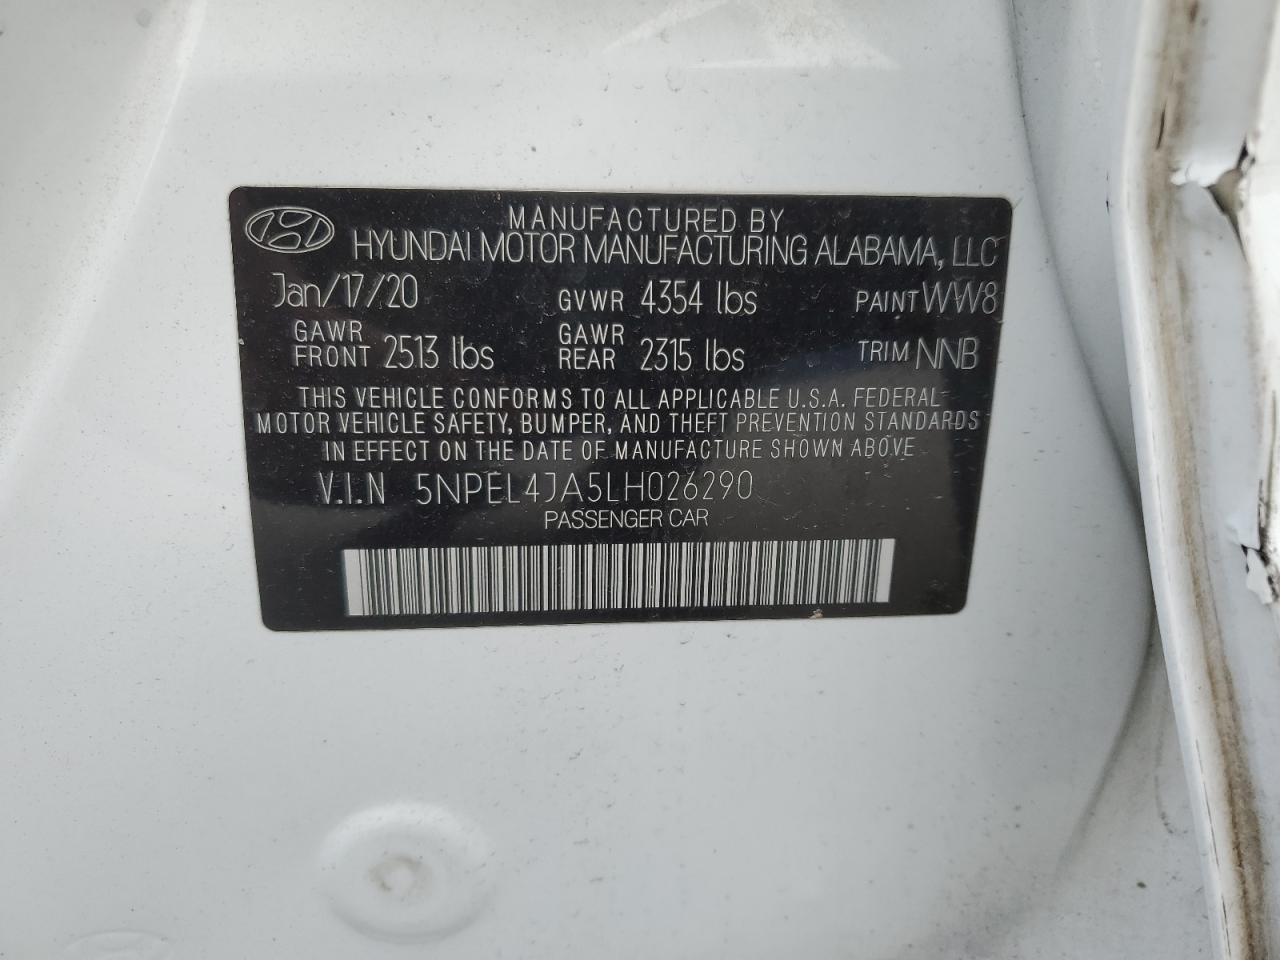 MANUFACTURED BY
HYUNDAI MOTOR MANUFACTURING ALABAMA, LLC
Jan/17/20 GVWR 4354 lbs PAINT WW8
GAWR FRONT 2513 lbs GAWR REAR 2315 lbs TRIM NNB
THIS VEHICLE CONFORMS TO ALL APPLICABLE U.S.A. FEDERAL
MOTOR VEHICLE SAFETY, BUMPER, AND THEFT PREVENTION STANDARDS
IN EFFECT ON THE DATE OF MANUFACTURE SHOWN ABOVE
V.I.N 5NPEL4JA5LH026290
PASSENGER CAR